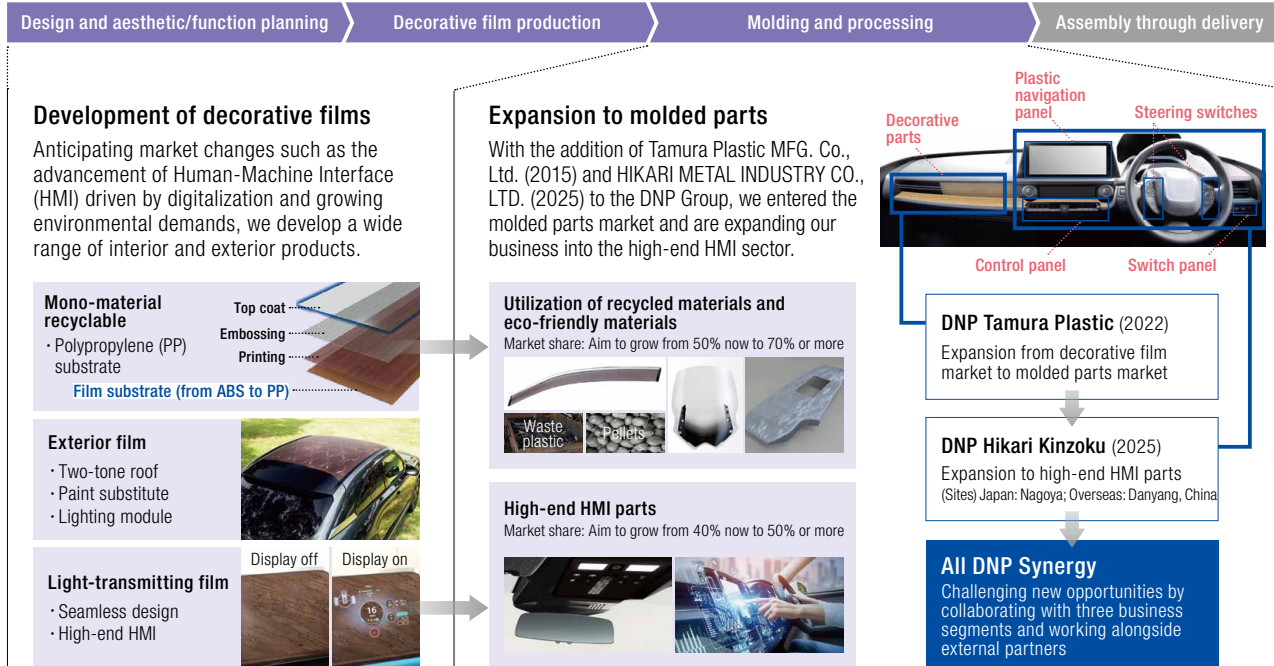 Design and aesthetic/function planning
Decorative film production
Molding and processing
Assembly through delivery
Development of decorative films
Anticipating market changes such as the
advancement of Human-Machine Interface
(HMI) driven by digitalization and growing
environmental demands, we develop a wide
range of interior and exterior products.
Mono-material
recyclable
・Polypropylene (PP)
substrate
Top coat
Embossing
Printing
Film substrate (from ABS to PP)
Exterior film
・Two-tone roof
・Paint substitute
・Lighting module
Light-transmitting film
・Seamless design
・High-end HMI
Display off
Display on
16
Expansion to molded parts
With the addition of Tamura Plastic MFG. Co.,
Ltd. (2015) and HIKARI METAL INDUSTRY CO.,
LTD. (2025) to the DNP Group, we entered the
molded parts market and are expanding our
business into the high-end HMI sector.
Utilization of recycled materials and
eco-friendly materials
Market share: Aim to grow from 50% now to 70% or more
Waste
plastic
Pellets
High-end HMI parts
Market share: Aim to grow from 40% now to 50% or more
Decorative
parts
Plastic
navigation
panel
Steering switches
Control panel
Switch panel
DNP Tamura Plastic (2022)
Expansion from decorative film
market to molded parts market
DNP Hikari Kinzoku (2025)
Expansion to high-end HMI parts
(Sites) Japan: Nagoya; Overseas: Danyang, China
All DNP Synergy
Challenging new opportunities by
collaborating with three business
segments and working alongside
external partners